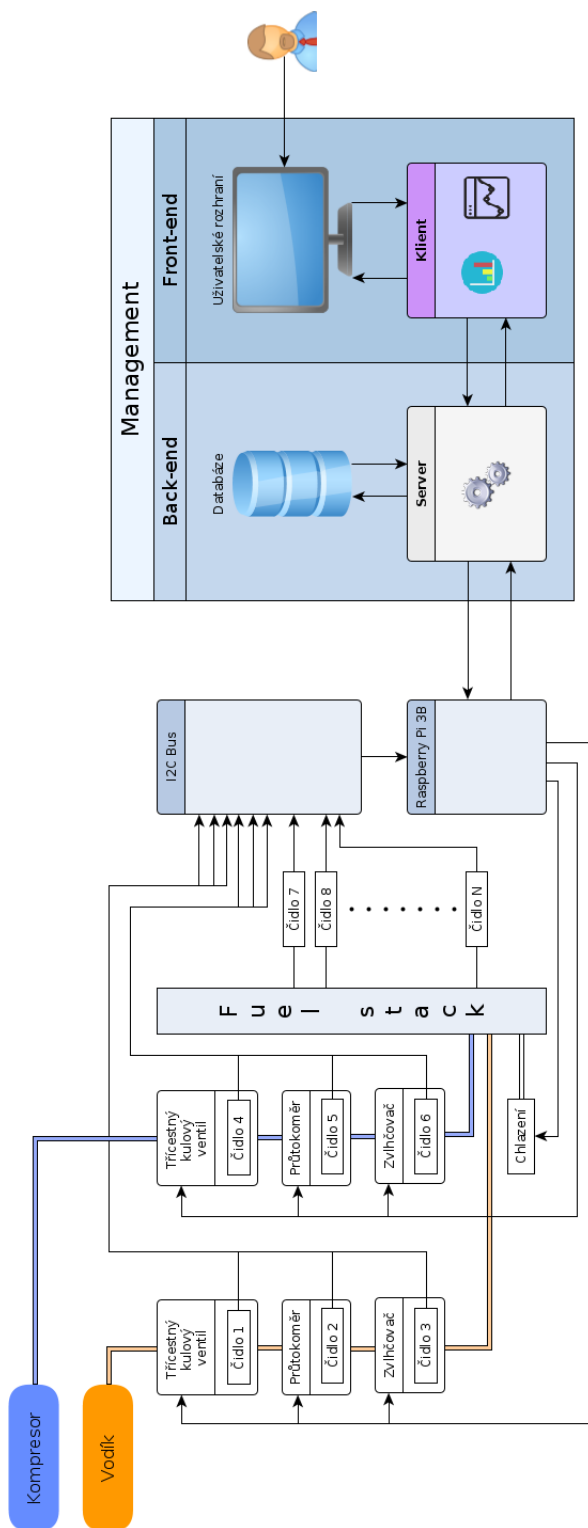 Kompresor
Vodík
Třícestný
kulový
ventil
Čidlo 1
Průtokoměr
Čidlo 2
Zvlhčovač
Čidlo 3
Třícestný
kulový
ventil
Čidlo 4
Průtokoměr
Čidlo 5
Zvlhčovač
Čidlo 6
Chlazení
Fuel stack
Čidlo 7
Čidlo 8
Čidlo N
I2C Bus
Raspberry Pi 3B
Management
Back-end
Databáze
Server
Front-end
Uživatelské rozhraní
Klient